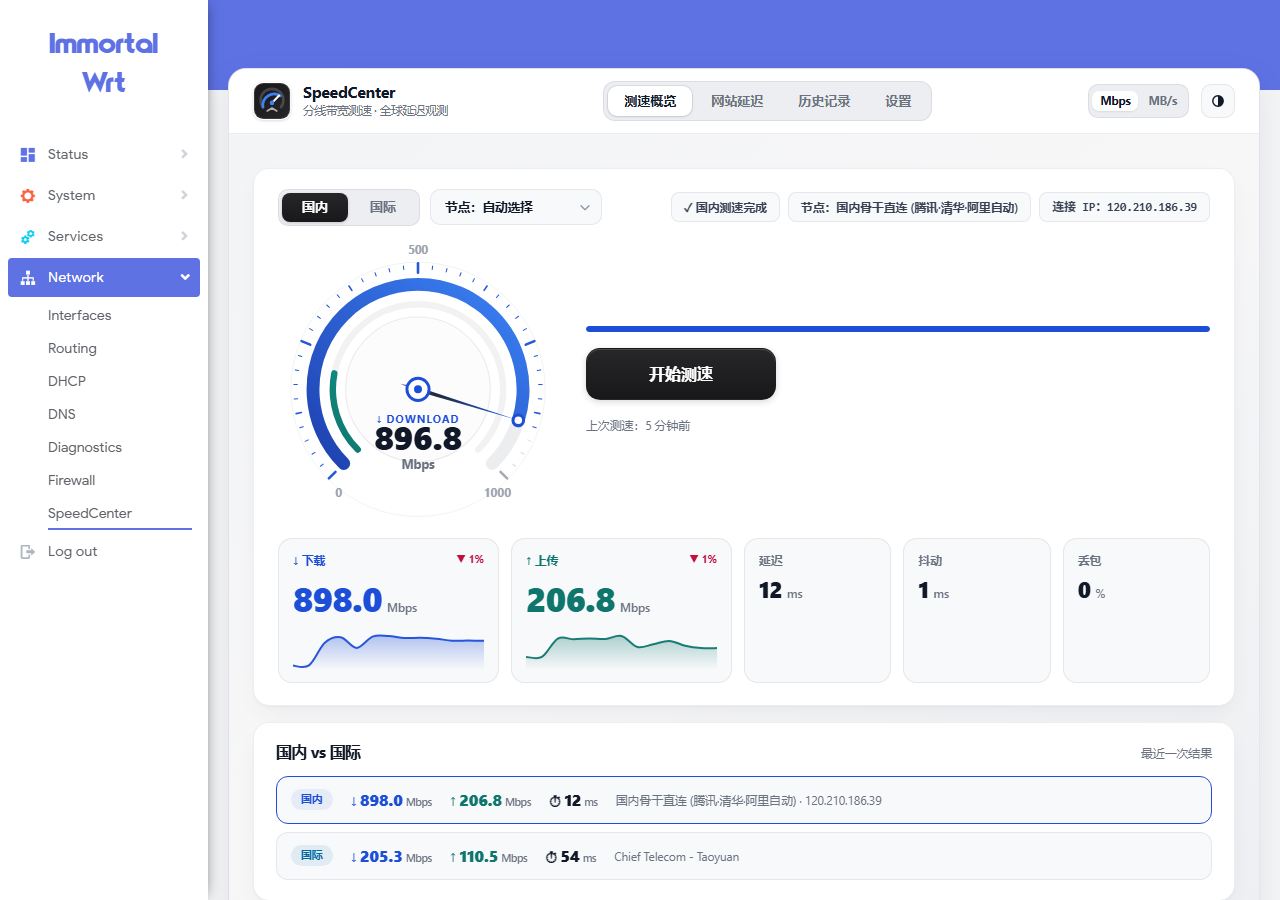 Immortal
Wrt
Status
System
Services
Network
Interfaces
Routing
DHCP
DNS
Diagnostics
Firewall
SpeedCenter
Log out
SpeedCenter
分线带宽测速 · 全球延迟观测
测速概览 网站延迟 历史记录 设置
Mbps MB/s
国内 国际 节点：自动选择
✓ 国内测速完成 节点：国内骨干直连 (腾讯·清华·阿里自动) 连接 IP: 120.210.186.39
500
↓ DOWNLOAD
896.8
Mbps
0 1000
开始测速
上次测速：5 分钟前
↓ 下载 ▼ 1%
898.0 Mbps
↑ 上传 ▼ 1%
206.8 Mbps
延迟
12 ms
抖动
1 ms
丢包
0 %
国内 vs 国际 最近一次结果
国内 ↓ 898.0 Mbps ↑ 206.8 Mbps ⏱ 12 ms 国内骨干直连 (腾讯·清华·阿里自动) · 120.210.186.39
国际 ↓ 205.3 Mbps ↑ 110.5 Mbps ⏱ 54 ms Chief Telecom - Taoyuan